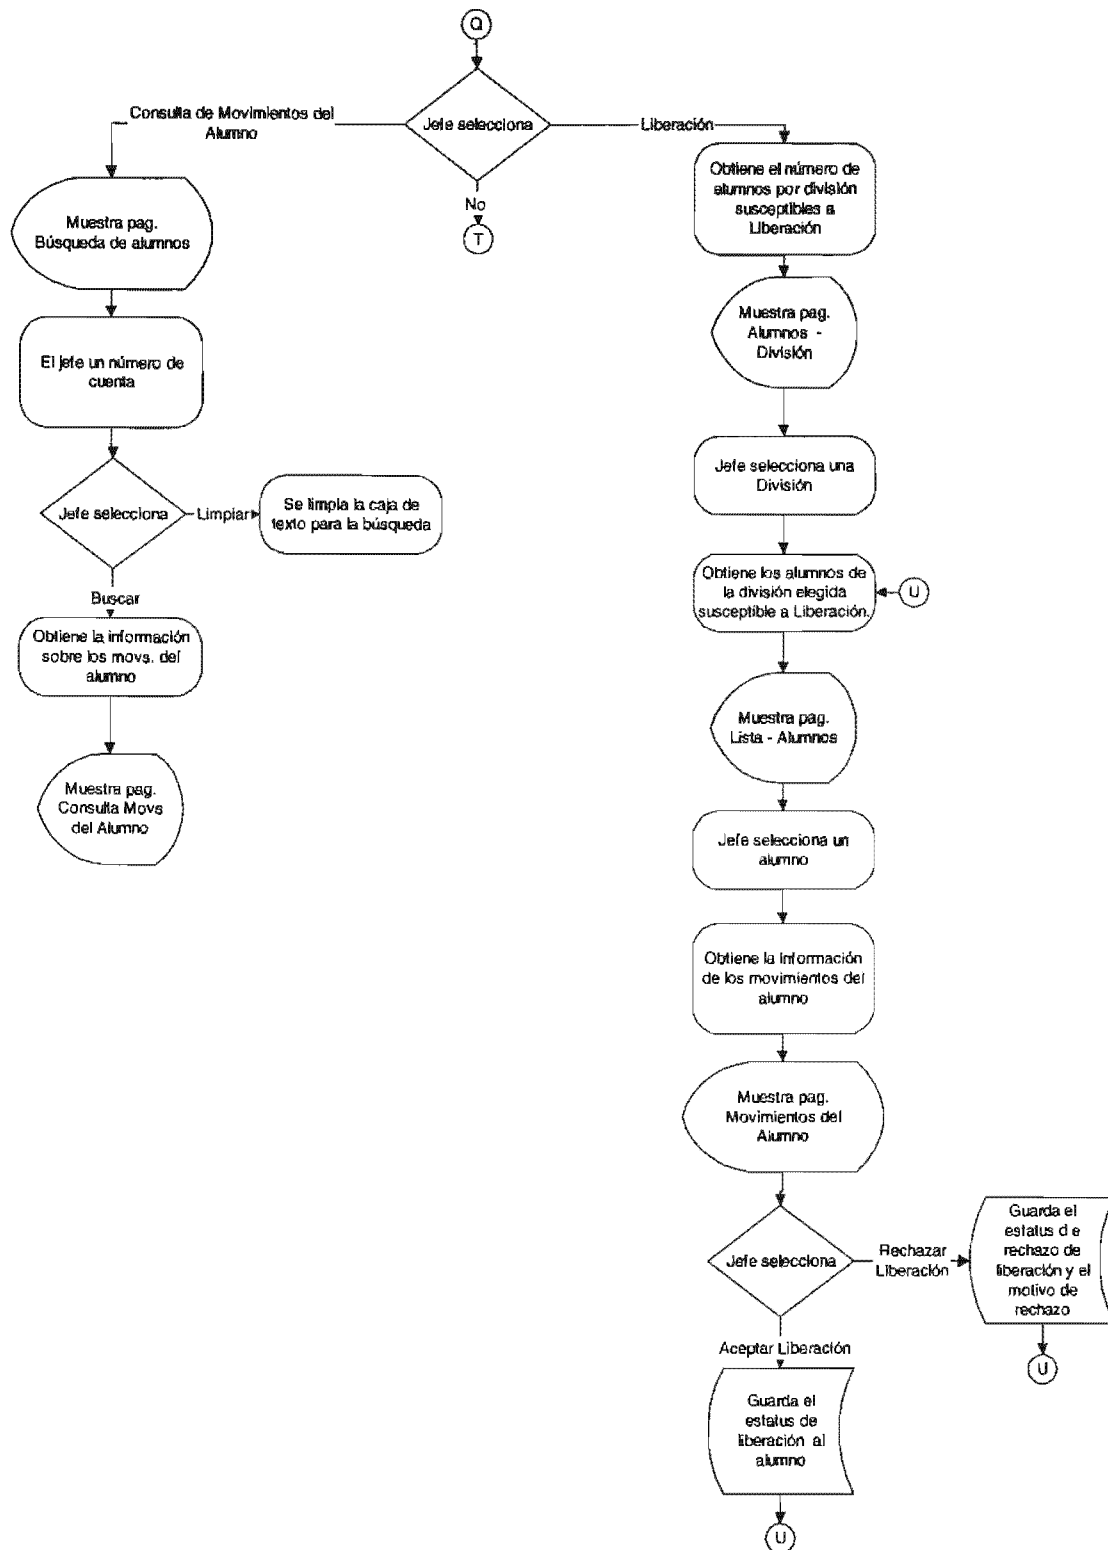 Q
Jefe selecciona
Consulta de Movimientos del
Alumno
Liberación
No
T
Muestra pag.
Búsqueda de alumnos
El jefe un número de
cuenta
Jefe selecciona
Limpiar
Se limpia la caja de
texto para la búsqueda
Buscar
Obtiene la información
sobre los movs. del
alumno
Muestra pag.
Consulta Movs
del Alumno
Obtiene el número de
alumnos por división
susceptibles a
Liberación
Muestra pag.
Alumnos -
División
Jefe selecciona una
División
Obtiene los alumnos de
la división elegida
susceptible a Liberación.
U
Muestra pag.
Lista - Alumnos
Jefe selecciona un
alumno
Obtiene la información
de los movimientos del
alumno
Muestra pag.
Movimientos del
Alumno
Jefe selecciona
Rechazar
Liberación
Guarda el
estatus d e
rechazo de
liberación y el
motivo de
rechazo
U
Aceptar Liberación
Guarda el
estatus de
liberación al
alumno
U